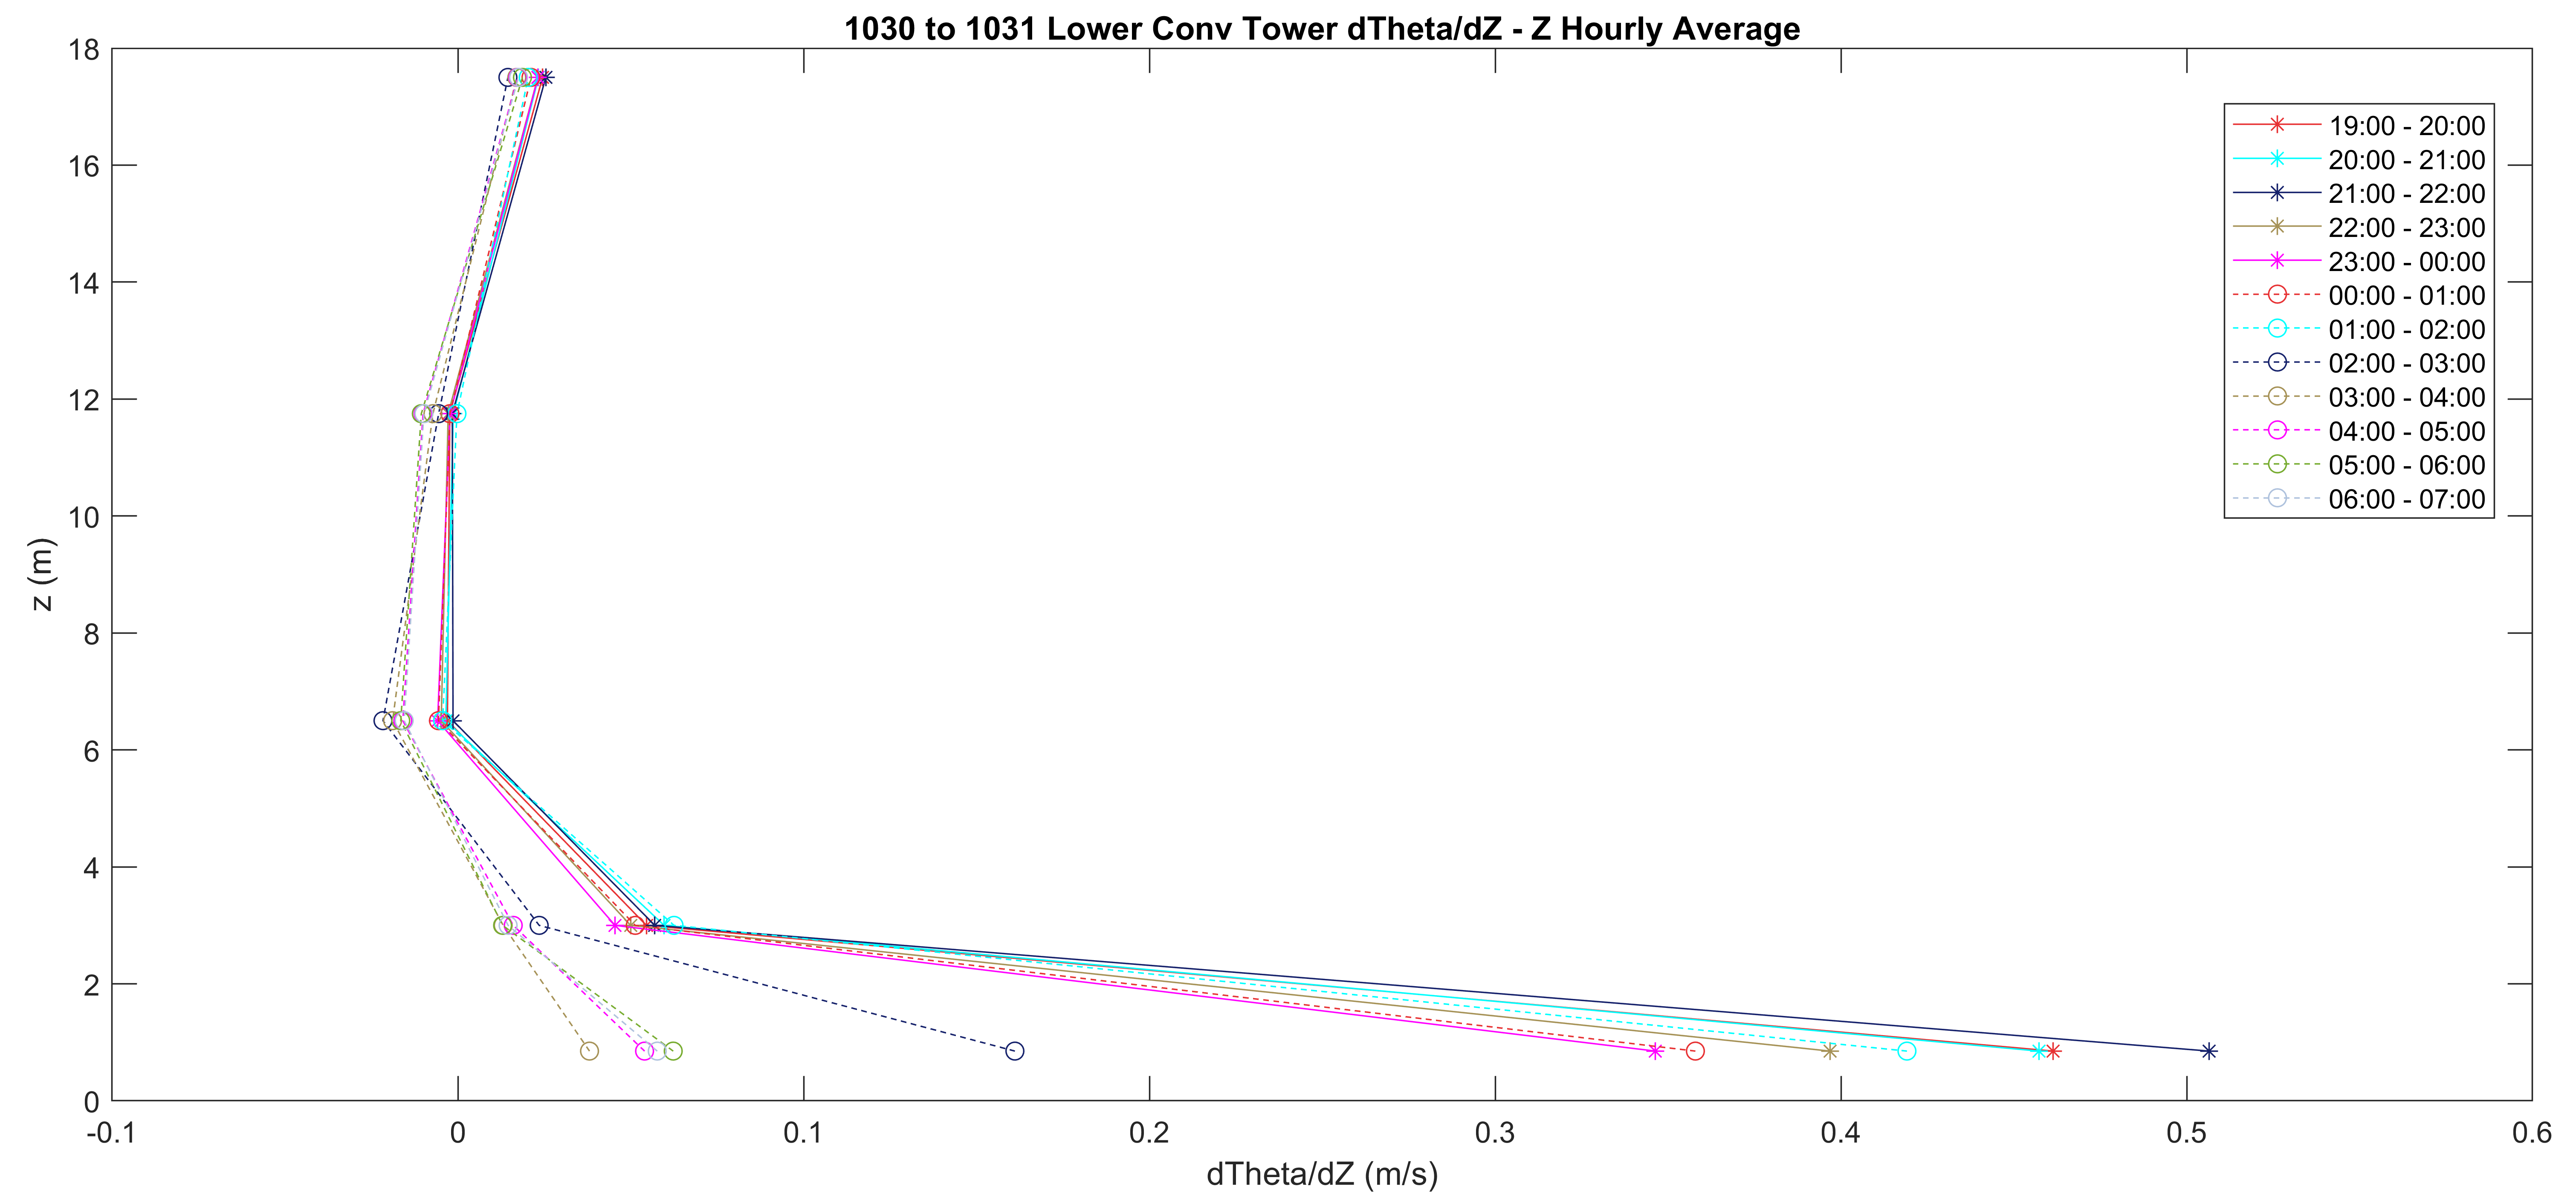 1030 to 1031 Lower Conv Tower dTheta/dZ - Z Hourly Average
18
16
14
12
10
8
6
4
2
0
z (m)
19:00 - 20:00
20:00 - 21:00
21:00 - 22:00
22:00 - 23:00
23:00 - 00:00
00:00 - 01:00
01:00 - 02:00
02:00 - 03:00
03:00 - 04:00
04:00 - 05:00
05:00 - 06:00
06:00 - 07:00
-0.1 0 0.1 0.2 0.3 0.4 0.5 0.6
dTheta/dZ (m/s)